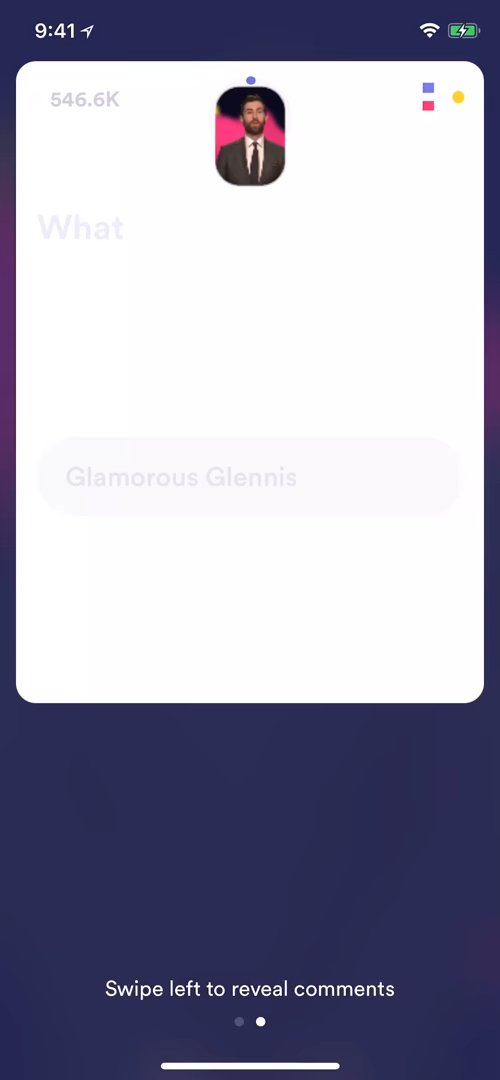 9:41
546.6K
What
Glamorous Glennis
Swipe left to reveal comments